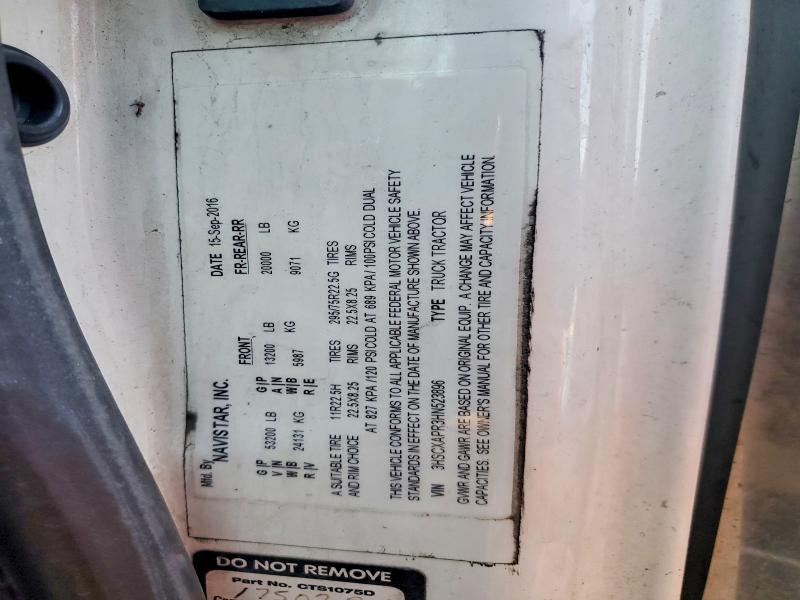 Mfd. By
NAVISTAR, INC.
DATE 15-Sep-2016
FRONT FR-REAR-RR
G|P 53200 LB G|P 13200 LB 20000 LB
V|N A|N
W|B 24131 KG W|B 5987 KG 9071 KG
R|V R|E
A SUITABLE TIRE 11R22.5H TIRES 295/75R22.5G TIRES
AND RIM CHOICE 22.5X8.25 RIMS 22.5X8.25 RIMS
AT 827 KPA/120 PSI COLD AT 689 KPA/100PSI COLD DUAL
THIS VEHICLE CONFORMS TO ALL APPLICABLE FEDERAL MOTOR VEHICLE SAFETY
STANDARDS IN EFFECT ON THE DATE OF MANUFACTURE SHOWN ABOVE.
VIN 3HSCXAPR3HN523896 TYPE TRUCK TRACTOR
GVWR AND GAWR ARE BASED ON ORIGINAL EQUIP. A CHANGE MAY AFFECT VEHICLE
CAPACITIES. SEE OWNER'S MANUAL FOR OTHER TIRE AND CAPACITY INFORMATION.
DO NOT REMOVE
Part No. CTS1075D